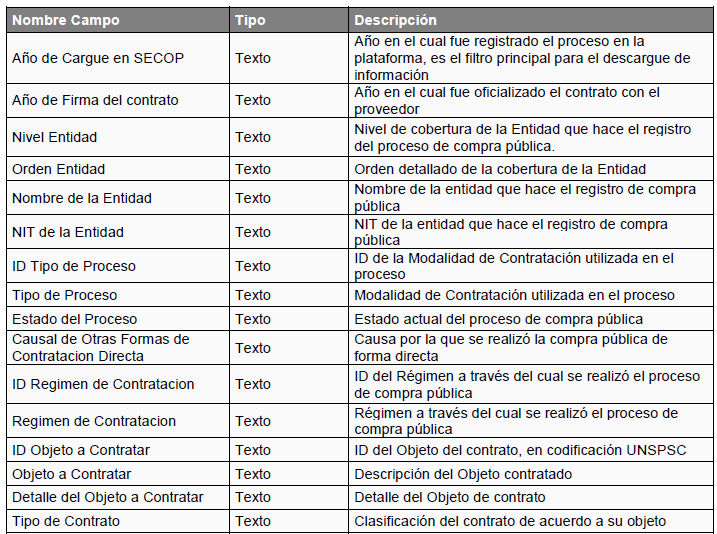 Nombre Campo Tipo Descripción
Año de Cargue en SECOP Texto Año en el cual fue registrado el proceso en la
plataforma, es el filtro principal para el descargue de
información
Año de Firma del contrato Texto Año en el cual fue oficializado el contrato con el
proveedor
Nivel Entidad Texto Nivel de cobertura de la Entidad que hace el registro
del proceso de compra pública.
Orden Entidad Texto Orden detallado de la cobertura de la Entidad
Nombre de la Entidad Texto Nombre de la entidad que hace el registro de compra
pública
NIT de la Entidad Texto NIT de la entidad que hace el registro de compra
pública
ID Tipo de Proceso Texto ID de la Modalidad de Contratación utilizada en el
proceso
Tipo de Proceso Texto Modalidad de Contratación utilizada en el proceso
Estado del Proceso Texto Estado actual del proceso de compra pública
Causal de Otras Formas de
Contratacion Directa Texto Causa por la que se realizó la compra pública de
forma directa
ID Regimen de Contratacion Texto ID del Régimen a través del cual se realizó el proceso
de compra pública
Regimen de Contratacion Texto Régimen a través del cual se realizó el proceso de
compra pública
ID Objeto a Contratar Texto ID del Objeto del contrato, en codificación UNSPSC
Objeto a Contratar Texto Descripción del Objeto contratado
Detalle del Objeto a Contratar Texto Detalle del Objeto de contrato
Tipo de Contrato Texto Clasificación del contrato de acuerdo a su objeto